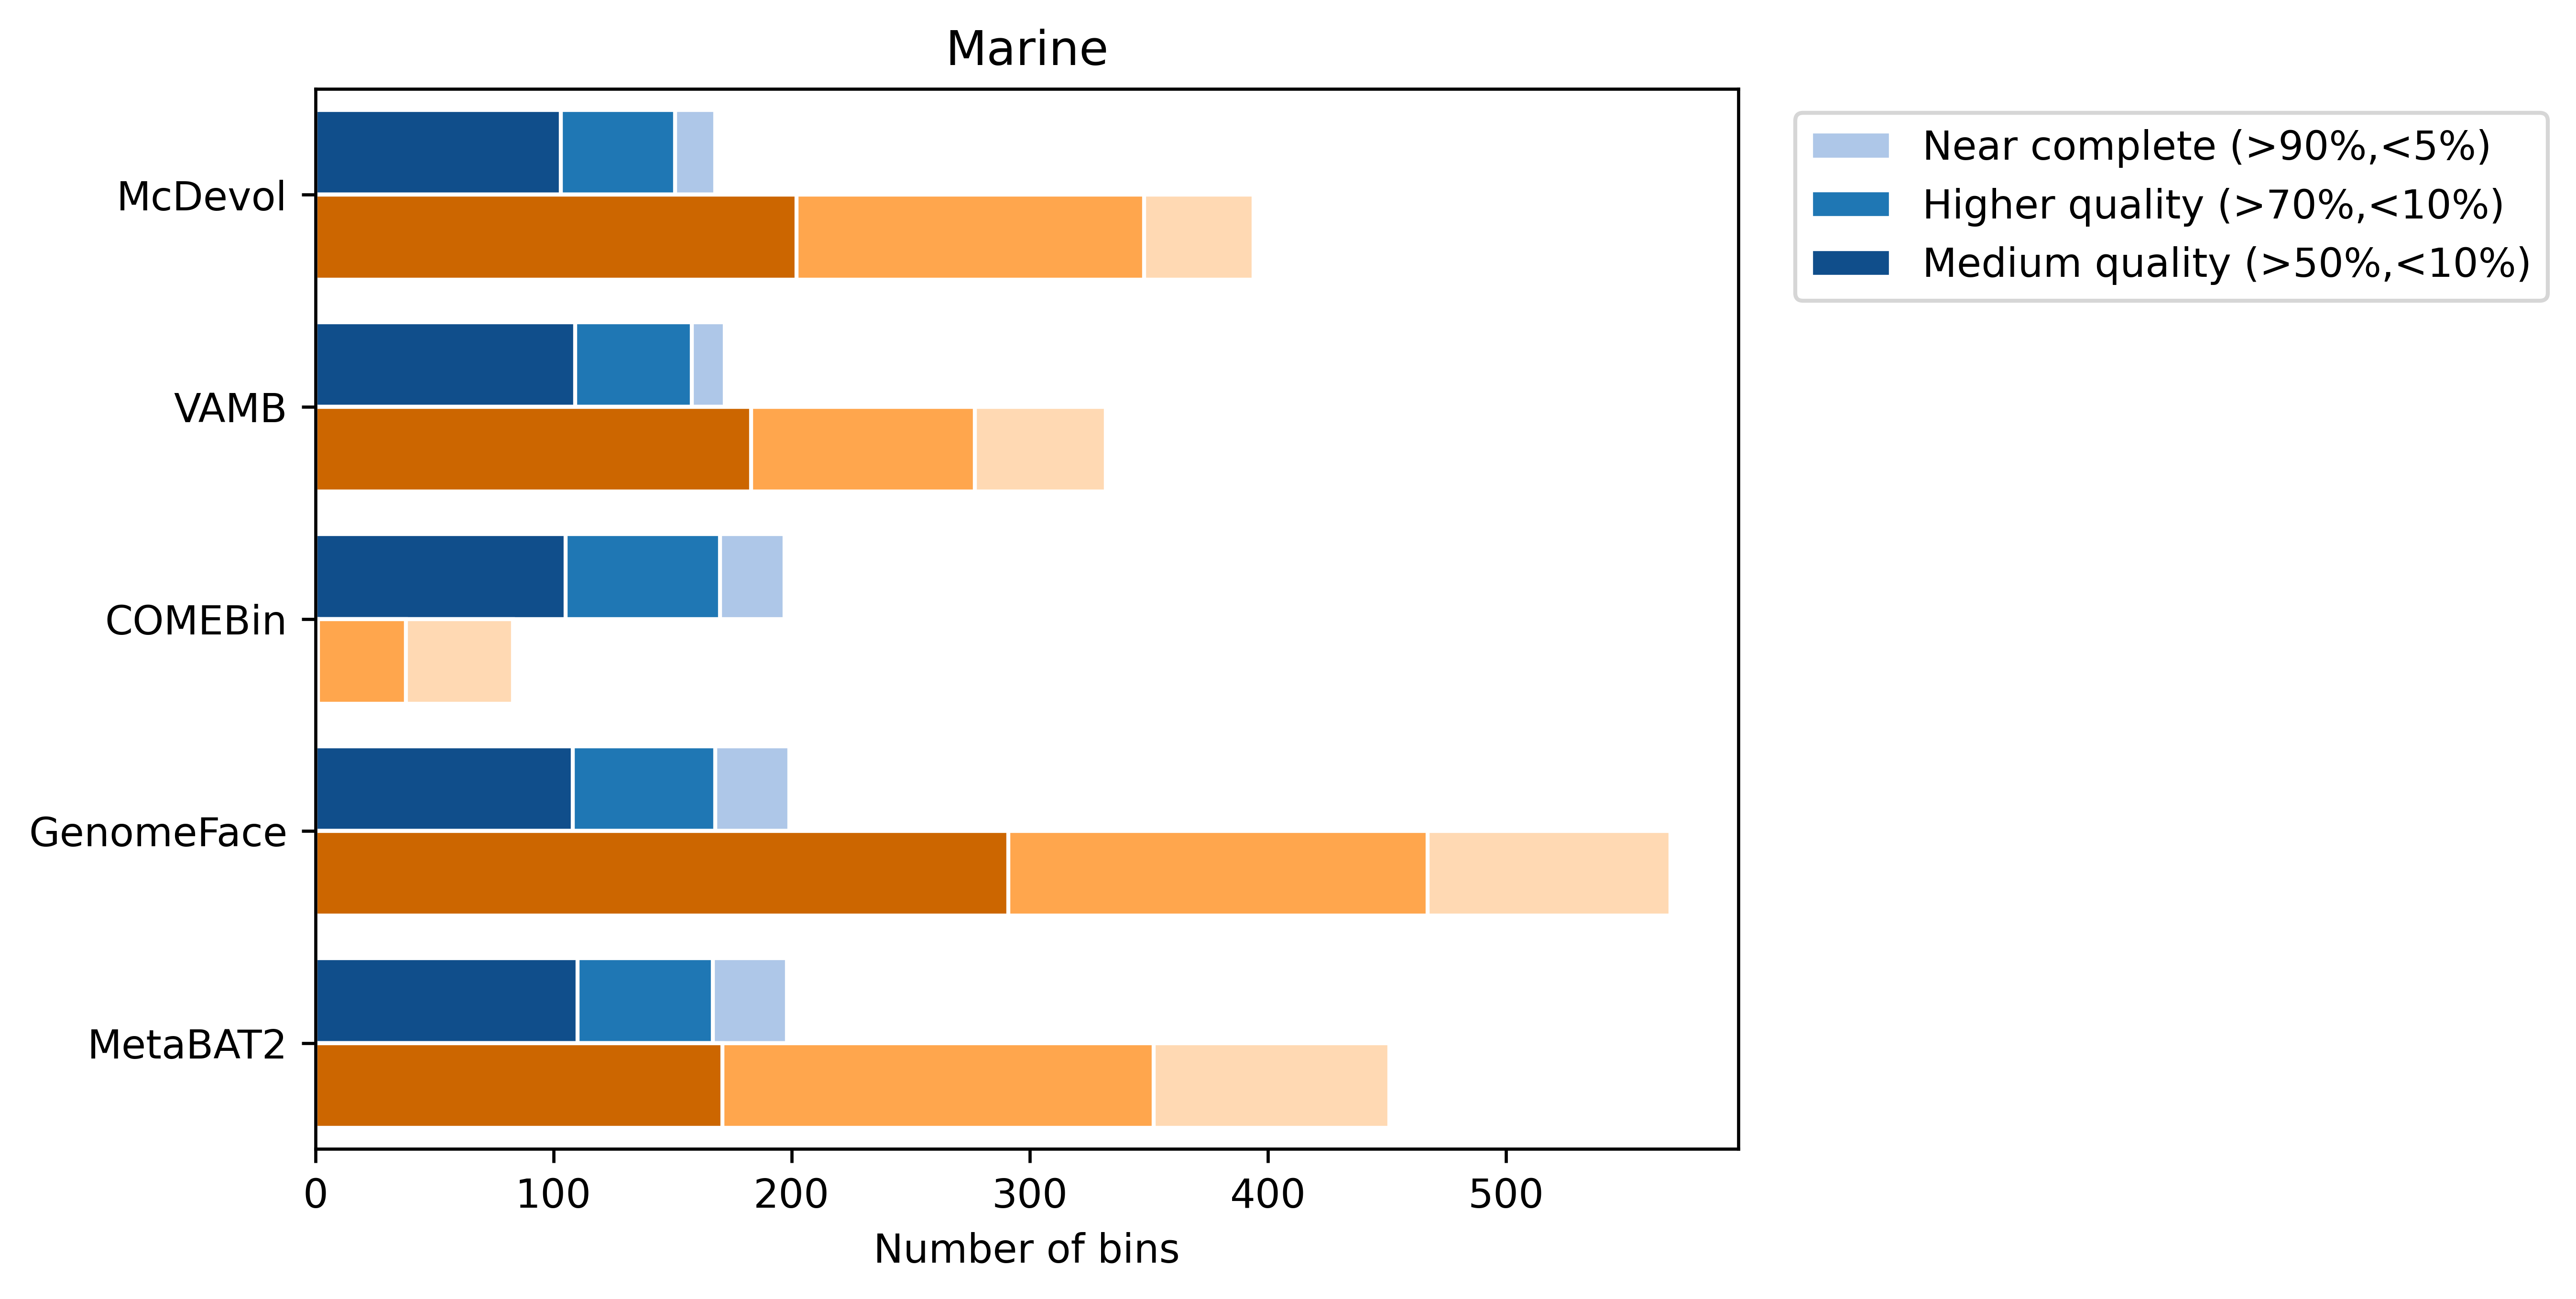 Marine
Near complete (>90%,<5%)
Higher quality (>70%,<10%)
Medium quality (>50%,<10%)
McDevol
VAMB
COMEBin
GenomeFace
MetaBAT2
0 100 200 300 400 500
Number of bins